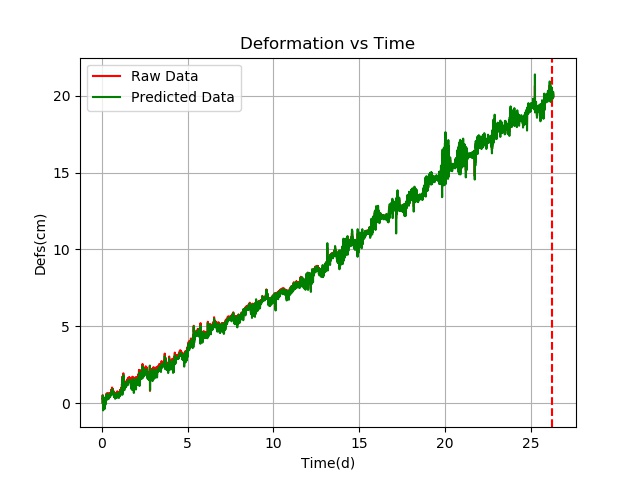 Deformation vs Time
Raw Data
Predicted Data
Defs(cm)
20
15
10
5
0
0 5 10 15 20 25
Time(d)